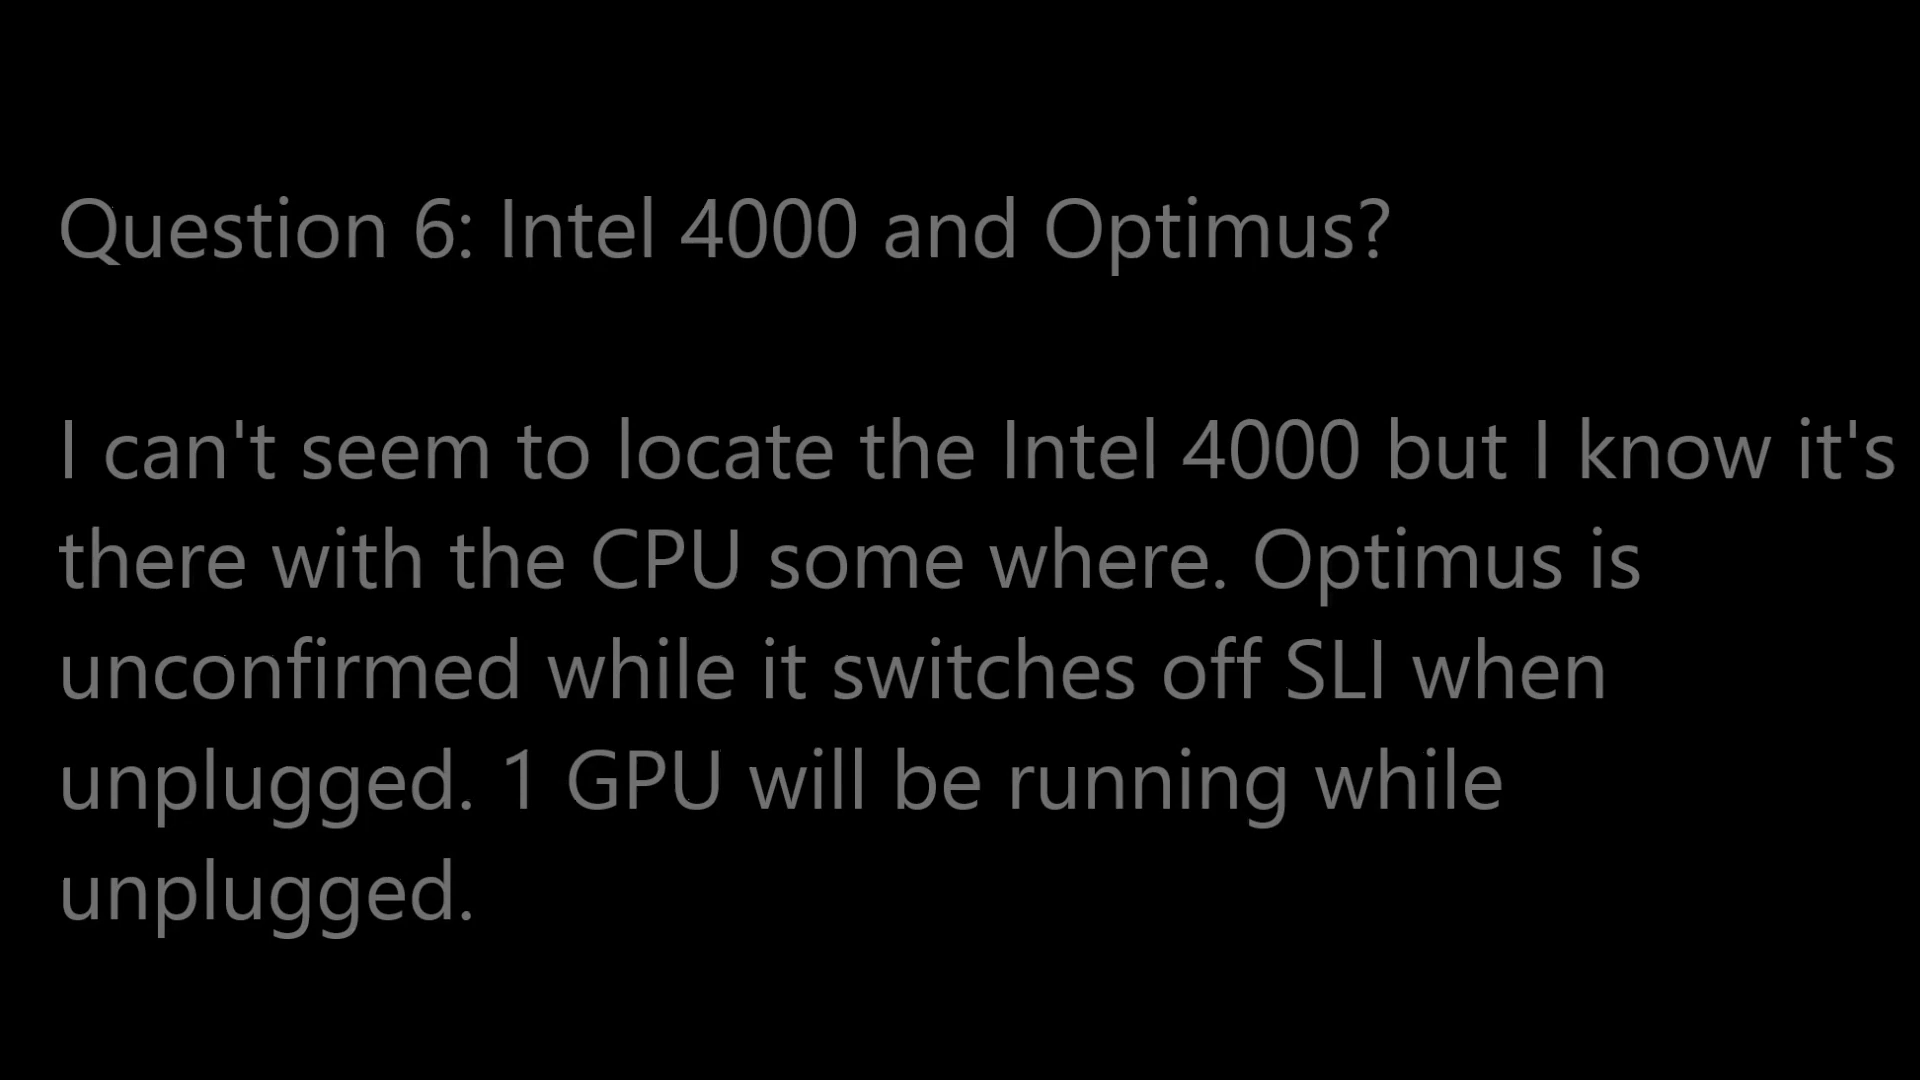 Question 6: Intel 4000 and Optimus?
I can't seem to locate the Intel 4000 but I know it's
there with the CPU some where. Optimus is
unconfirmed while it switches off SLI when
unplugged. 1 GPU will be running while
unplugged.